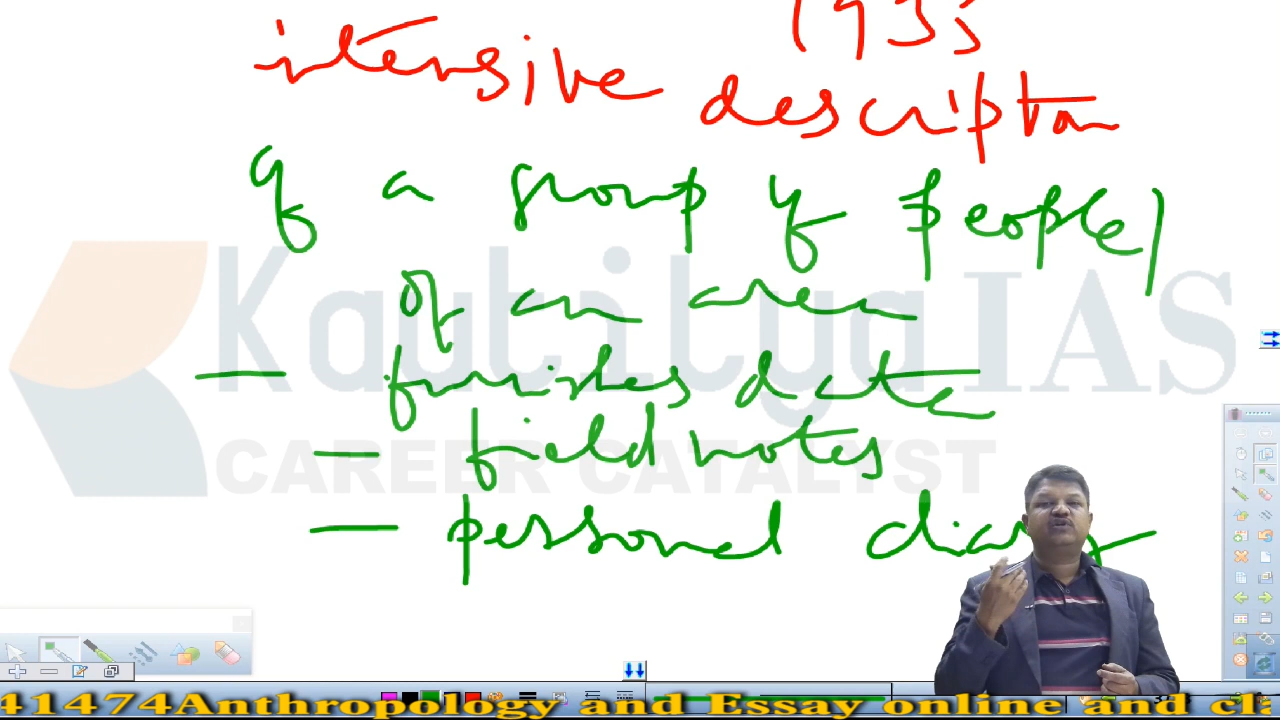 1933
intensive description
of a group of people/
of an area
— furnishes data
— field notes
— personal diary
Kautilya IAS
CAREER CATALYST
41474Anthropology and Essay online and cla